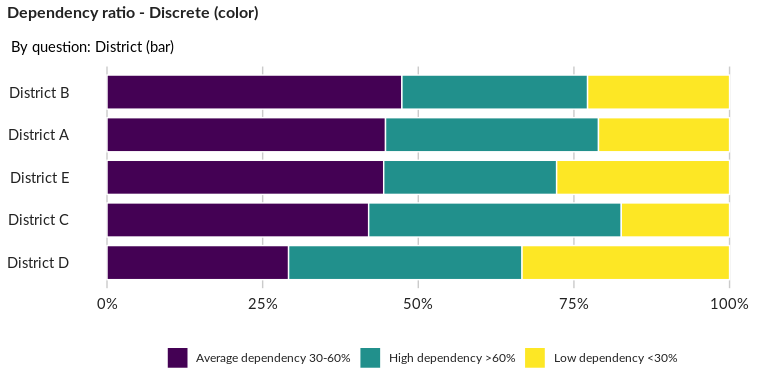 Dependency ratio - Discrete (color)
By question: District (bar)
District B
District A
District E
District C
District D
0% 25% 50% 75% 100%
Average dependency 30-60% High dependency >60% Low dependency <30%